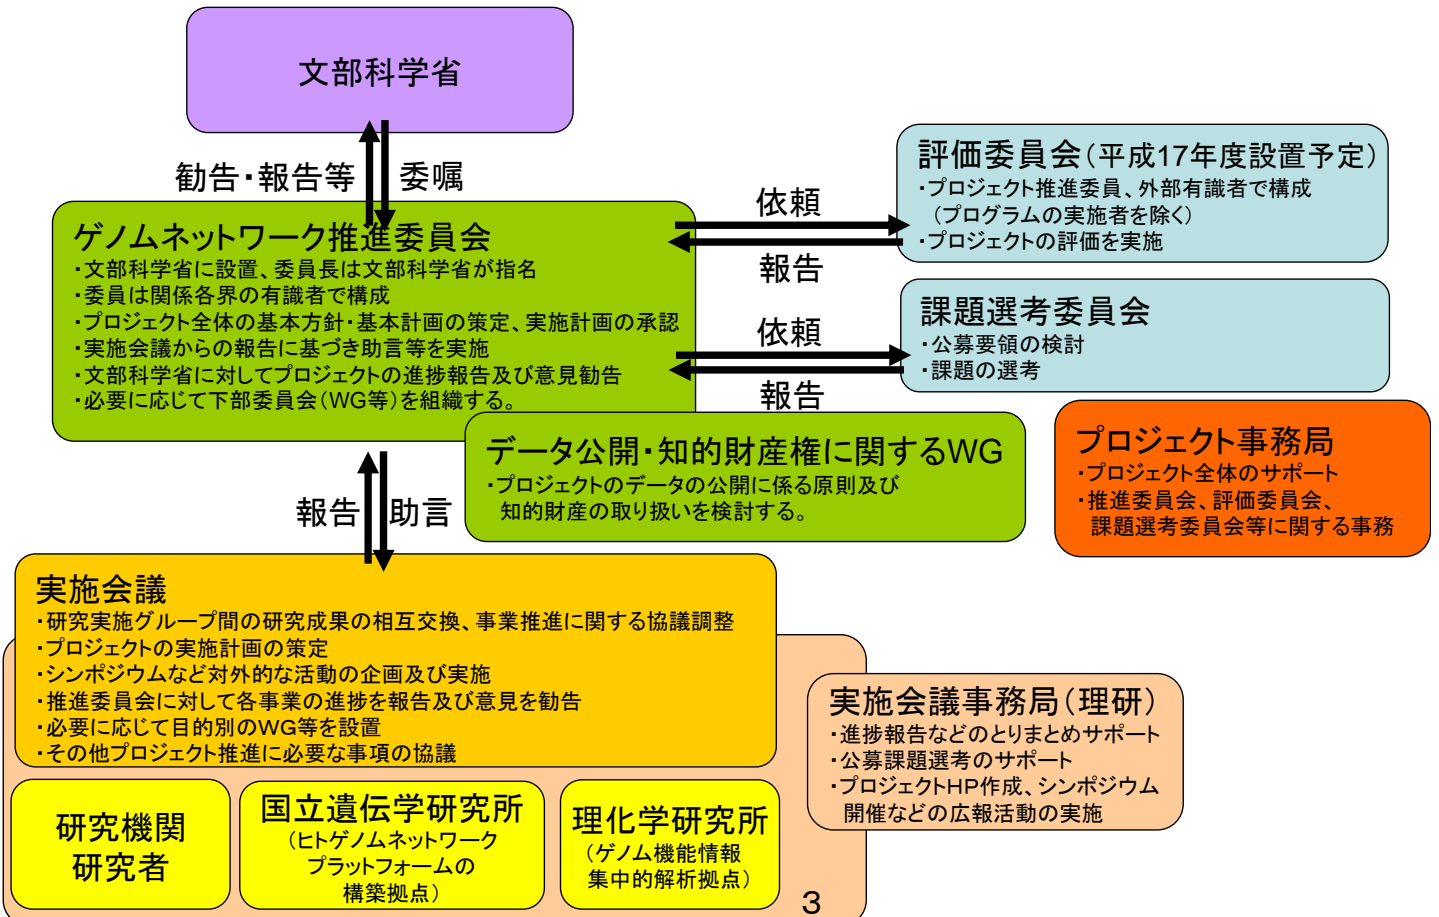 文部科学省
勧告・報告等
委嘱
ゲノムネットワーク推進委員会
・文部科学省に設置、委員長は文部科学省が指名
・委員は関係各界の有識者で構成
・プロジェクト全体の基本方針・基本計画の策定、実施計画の承認
・実施会議からの報告に基づき助言等を実施
・文部科学省に対してプロジェクトの進捗報告及び意見勧告
・必要に応じて下部委員会(WG等)を組織する。
依頼
報告
評価委員会(平成17年度設置予定)
・プロジェクト推進委員、外部有識者で構成
(プログラムの実施者を除く)
・プロジェクトの評価を実施
依頼
報告
課題選考委員会
・公募要領の検討
・課題の選考
データ公開・知的財産権に関するWG
・プロジェクトのデータの公開に係る原則及び
知的財産の取り扱いを検討する。
プロジェクト事務局
・プロジェクト全体のサポート
・推進委員会、評価委員会、
課題選考委員会等に関する事務
報告
助言
実施会議
・研究実施グループ間の研究成果の相互交換、事業推進に関する協議調整
・プロジェクトの実施計画の策定
・シンポジウムなど対外的な活動の企画及び実施
・推進委員会に対して各事業の進捗を報告及び意見を勧告
・必要に応じて目的別のWG等を設置
・その他プロジェクト推進に必要な事項の協議
実施会議事務局(理研)
・進捗報告などのとりまとめサポート
・公募課題選考のサポート
・プロジェクトHP作成、シンポジウム
開催などの広報活動の実施
研究機関
研究者
国立遺伝学研究所
(ヒトゲノムネットワーク
プラットフォームの
構築拠点)
理化学研究所
(ゲノム機能情報
集中的解析拠点)
3